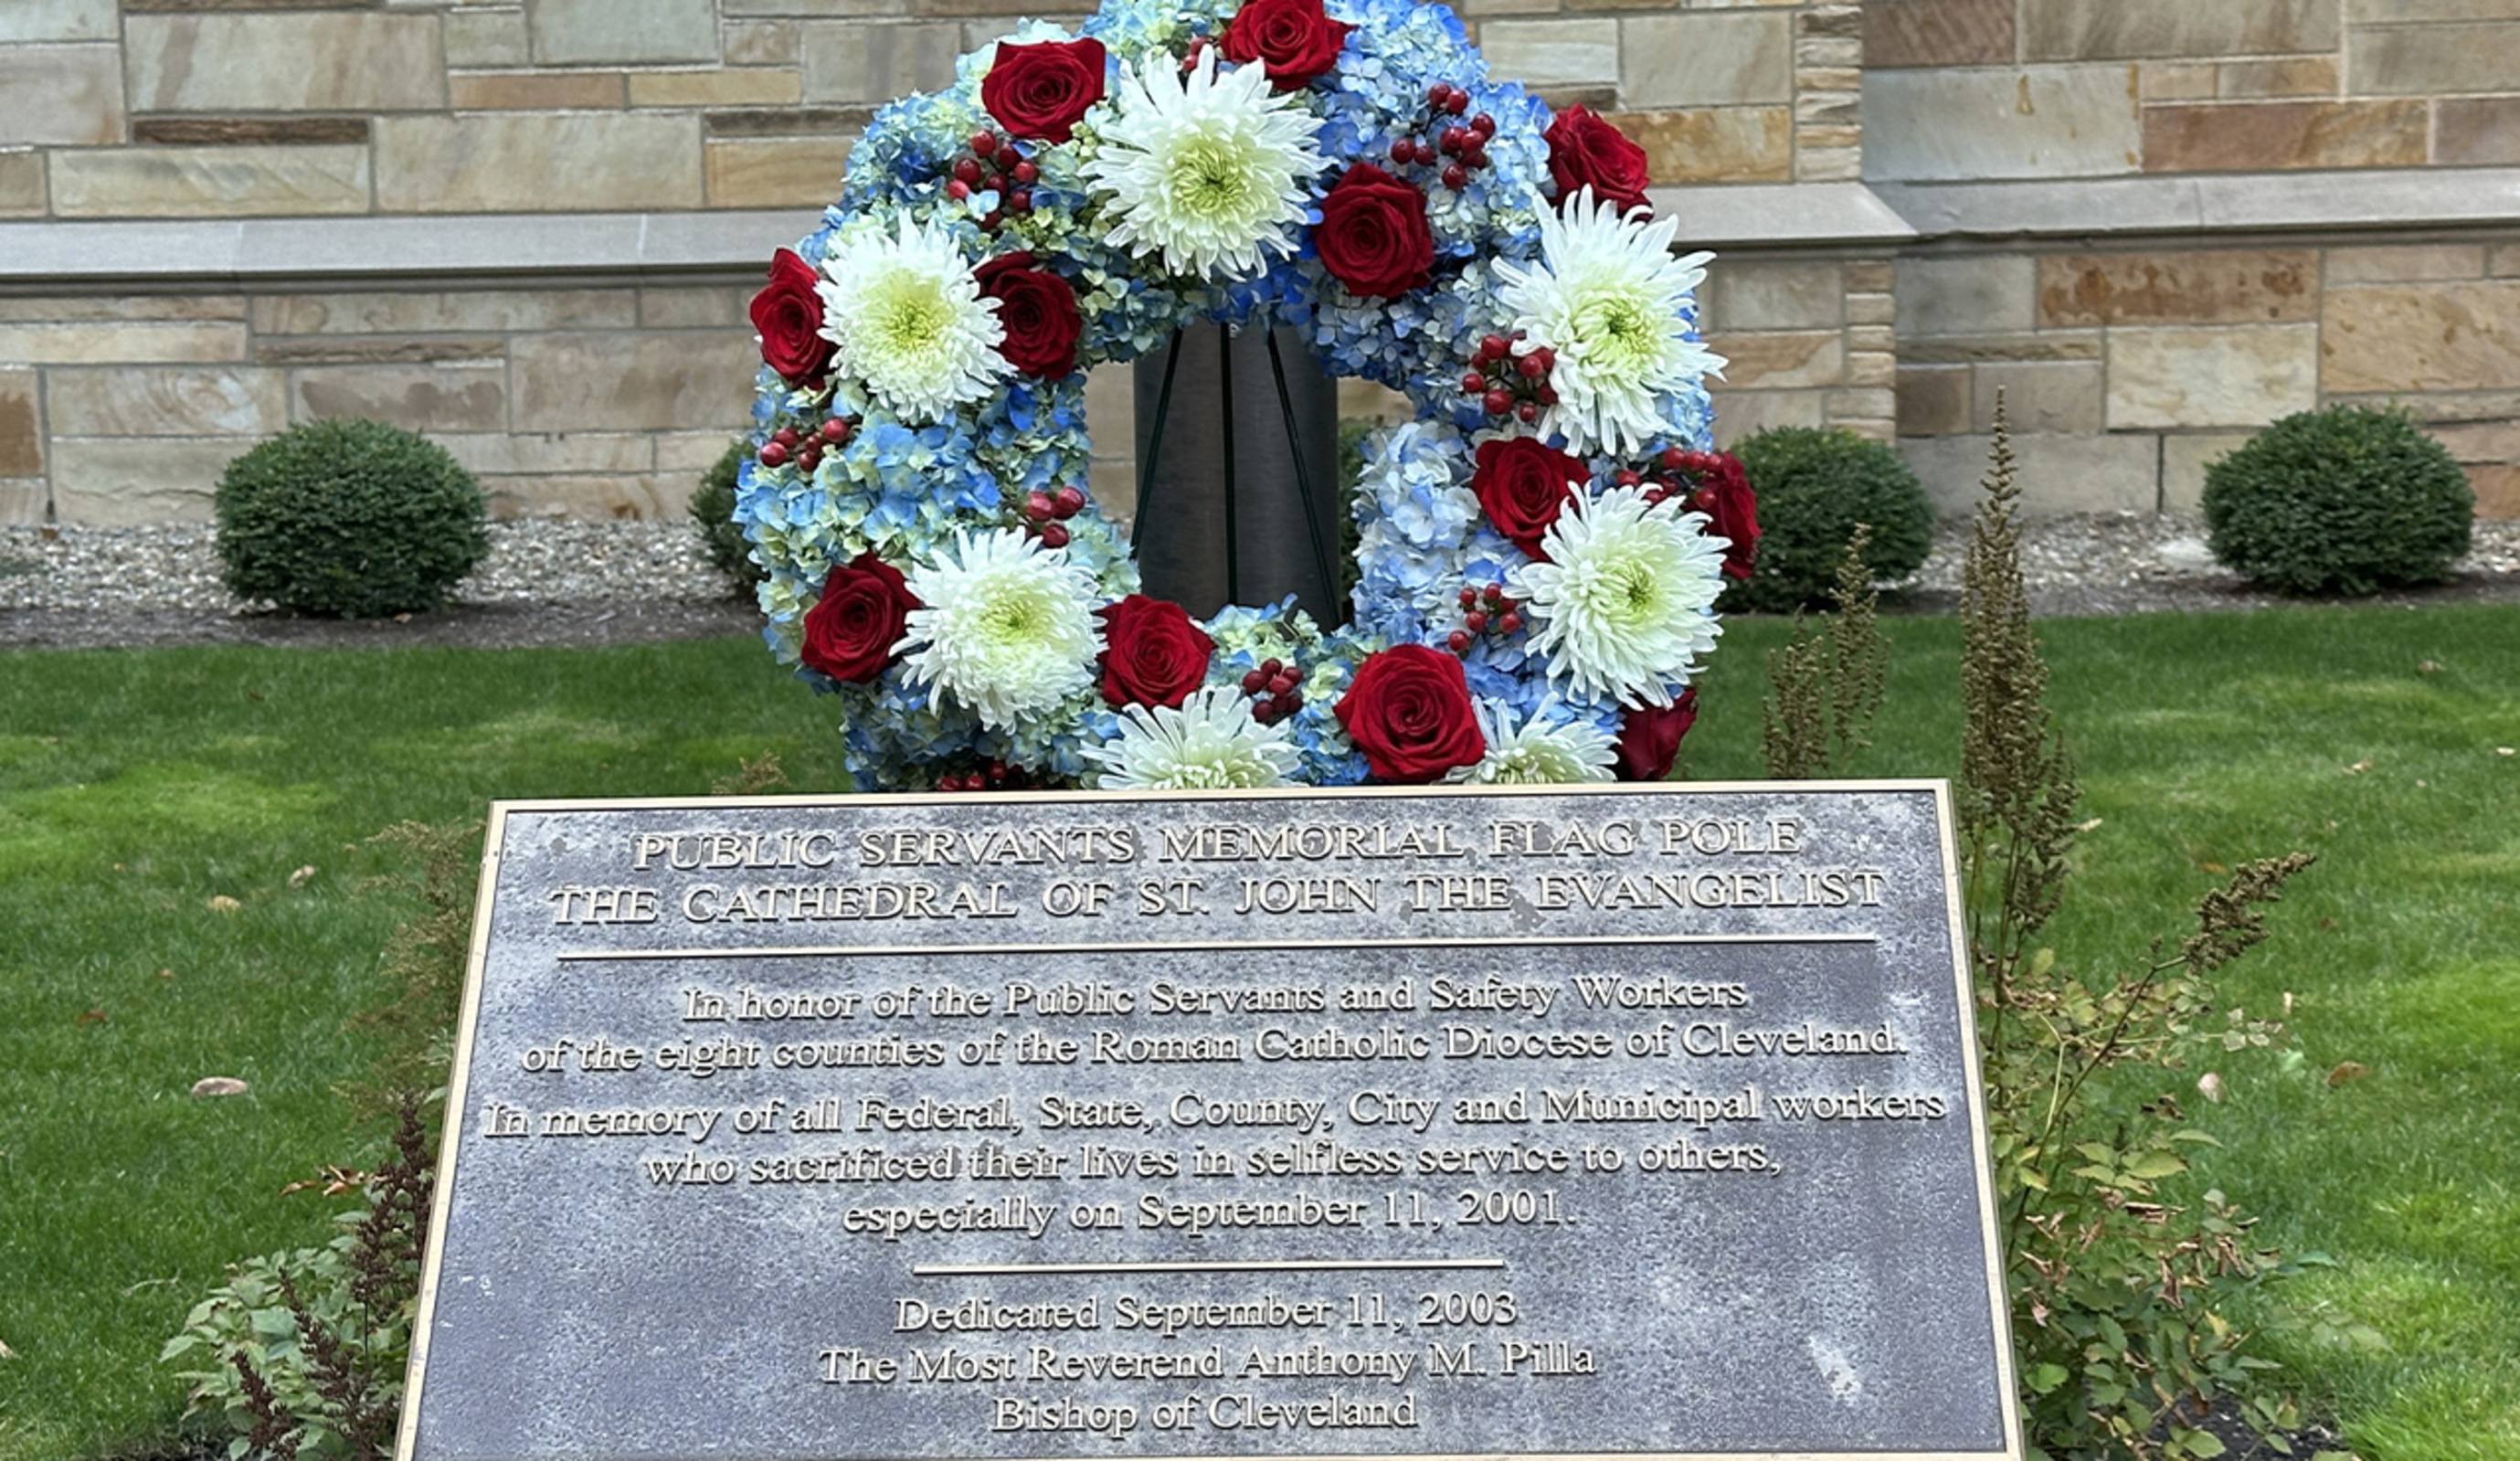 PUBLIC SERVANTS MEMORIAL FLAG POLE
THE CATHEDRAL OF ST. JOHN THE EVANGELIST
In honor of the Public Servants and Safety Workers
of the eight counties of the Roman Catholic Diocese of Cleveland.
In memory of all Federal, State, County, City and Municipal workers
who sacrificed their lives in selfless service to others,
especially on September 11, 2001.
Dedicated September 11, 2003
The Most Reverend Anthony M. Pilla
Bishop of Cleveland